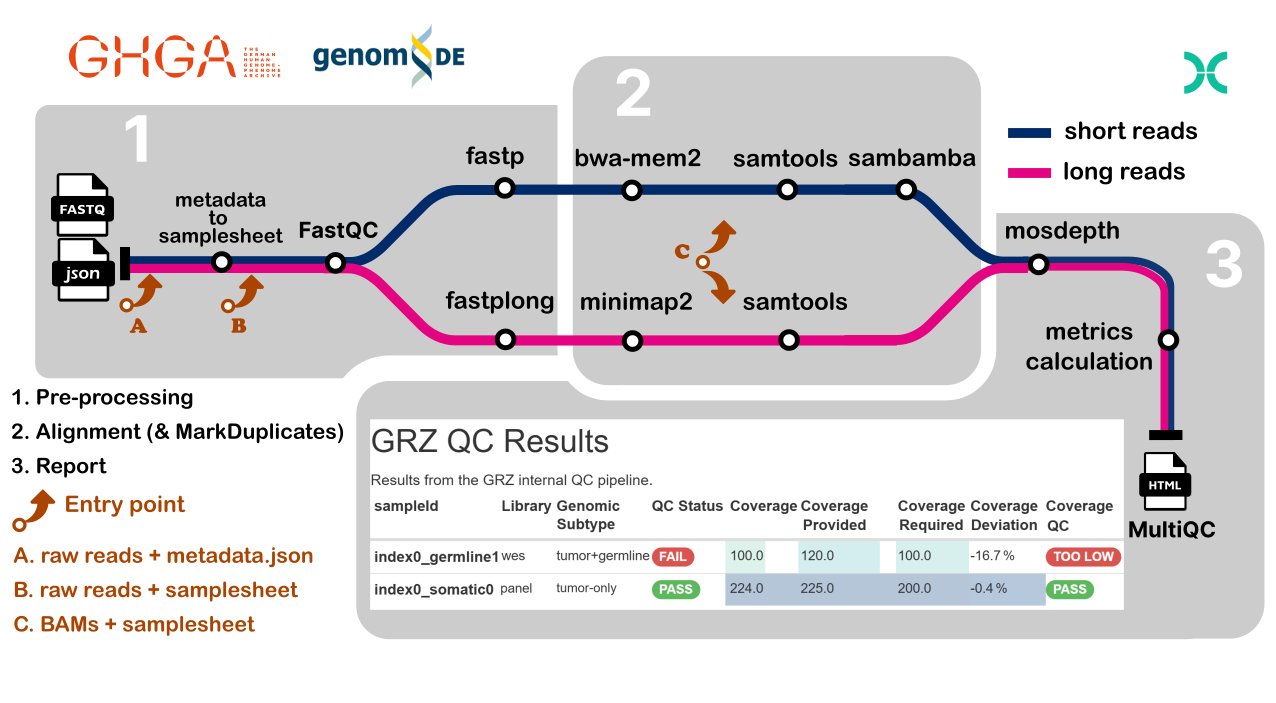 GHGA
THE
GERMAN
HUMAN
GENOME-
PHENOME
ARCHIVE
genom DE
1
2
3
short reads
long reads
fastp
bwa-mem2
samtools
sambamba
FASTQ
json
metadata
to
samplesheet
FastQC
A
B
C
fastplong
minimap2
samtools
mosdepth
metrics
calculation
HTML
MultiQC
1. Pre-processing
2. Alignment (& MarkDuplicates)
3. Report
Entry point
A. raw reads + metadata.json
B. raw reads + samplesheet
C. BAMs + samplesheet
GRZ QC Results
Results from the GRZ internal QC pipeline.
sampleId Library Genomic Subtype QC Status Coverage Coverage Provided Coverage Required Coverage Deviation Coverage QC
index0_germline1 wes tumor+germline FAIL 100.0 120.0 100.0 -16.7 % TOO LOW
index0_somatic0 panel tumor-only PASS 224.0 225.0 200.0 -0.4 % PASS